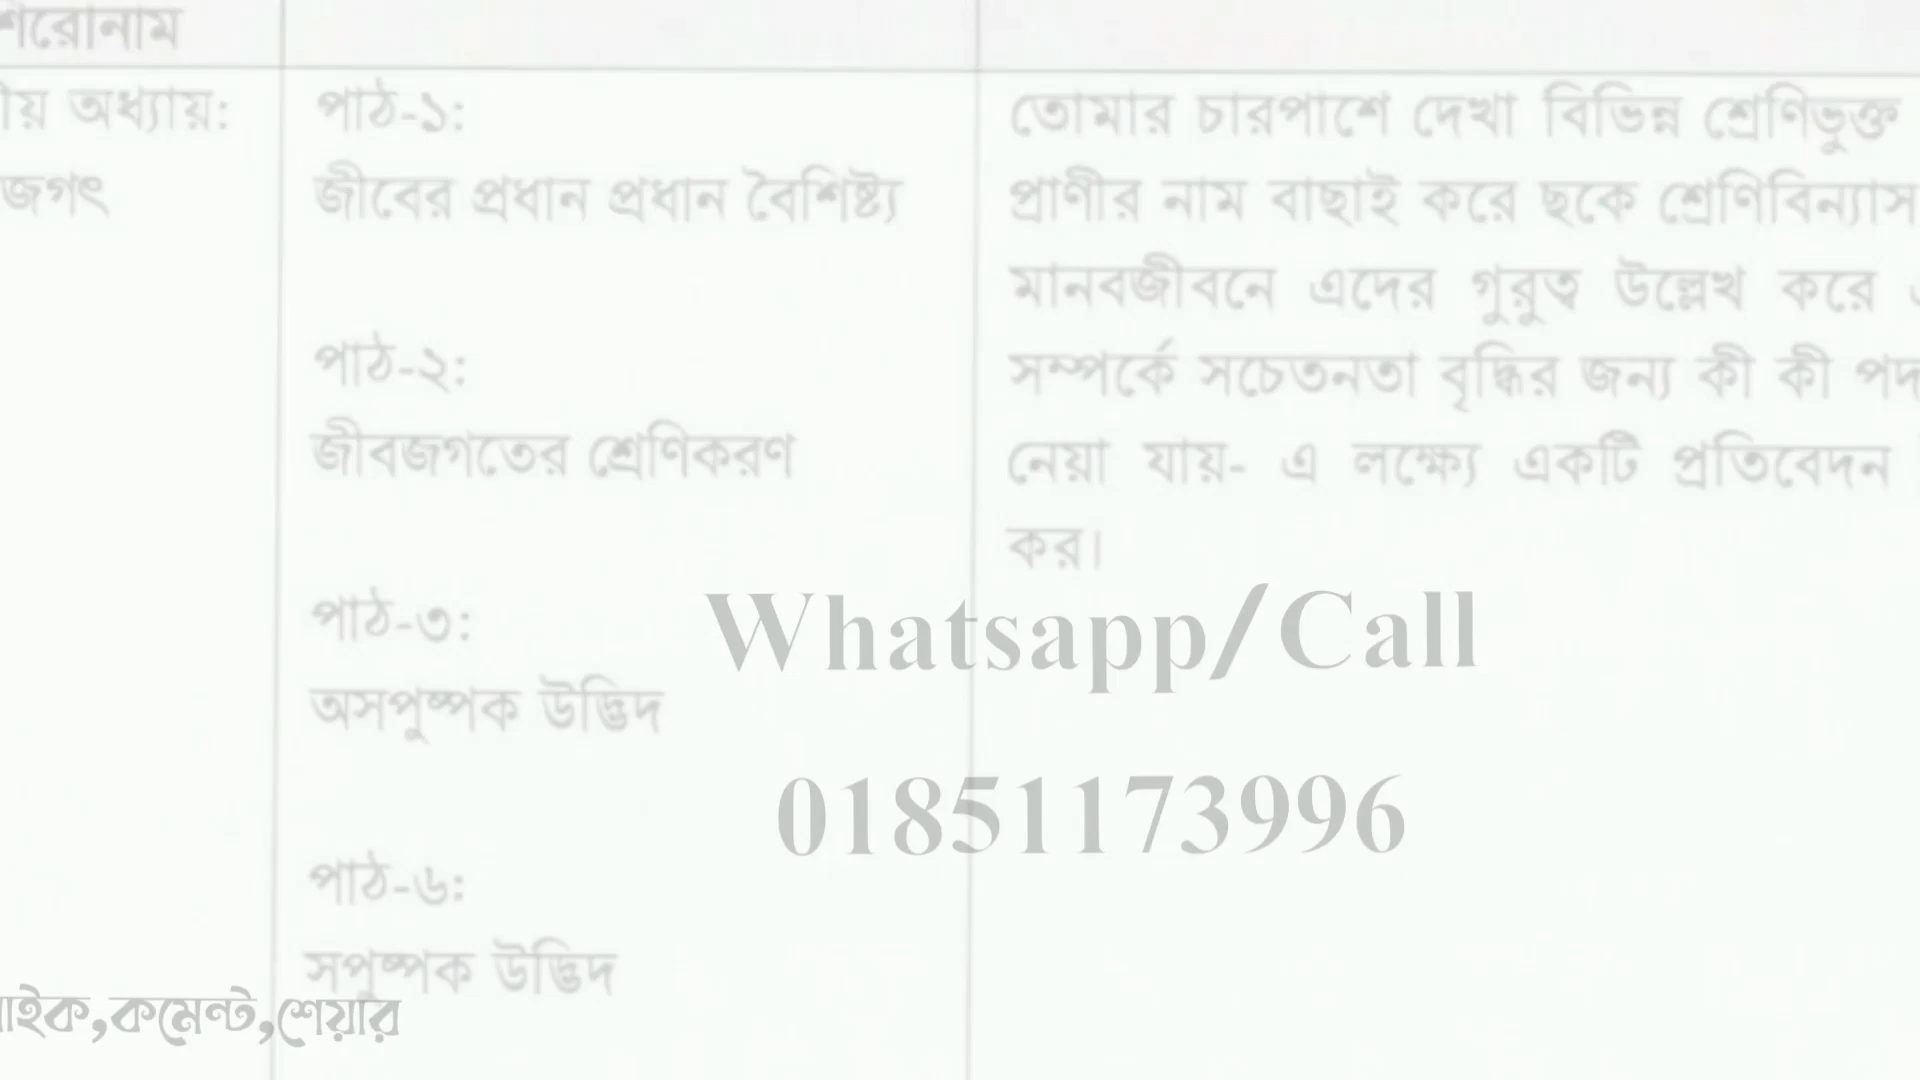 শিরোনাম
অধ্যায়:
জগৎ
পাঠ-১:
জীবের প্রধান প্রধান বৈশিষ্ট্য
পাঠ-২:
জীবজগতের শ্রেণিকরণ
পাঠ-৩:
অসপুষ্পক উদ্ভিদ
পাঠ-৬:
সপুষ্পক উদ্ভিদ
তোমার চারপাশে দেখা বিভিন্ন শ্রেণিভুক্ত
প্রাণীর নাম বাছাই করে ছকে শ্রেণিবিন্যাস
মানবজীবনে এদের গুরুত্ব উল্লেখ করে
সম্পর্কে সচেতনতা বৃদ্ধির জন্য কী কী পদ
নেয়া যায়- এ লক্ষ্যে একটি প্রতিবেদন
কর।
Whatsapp/Call
01851173996
াইক,কমেন্ট,শেয়ার